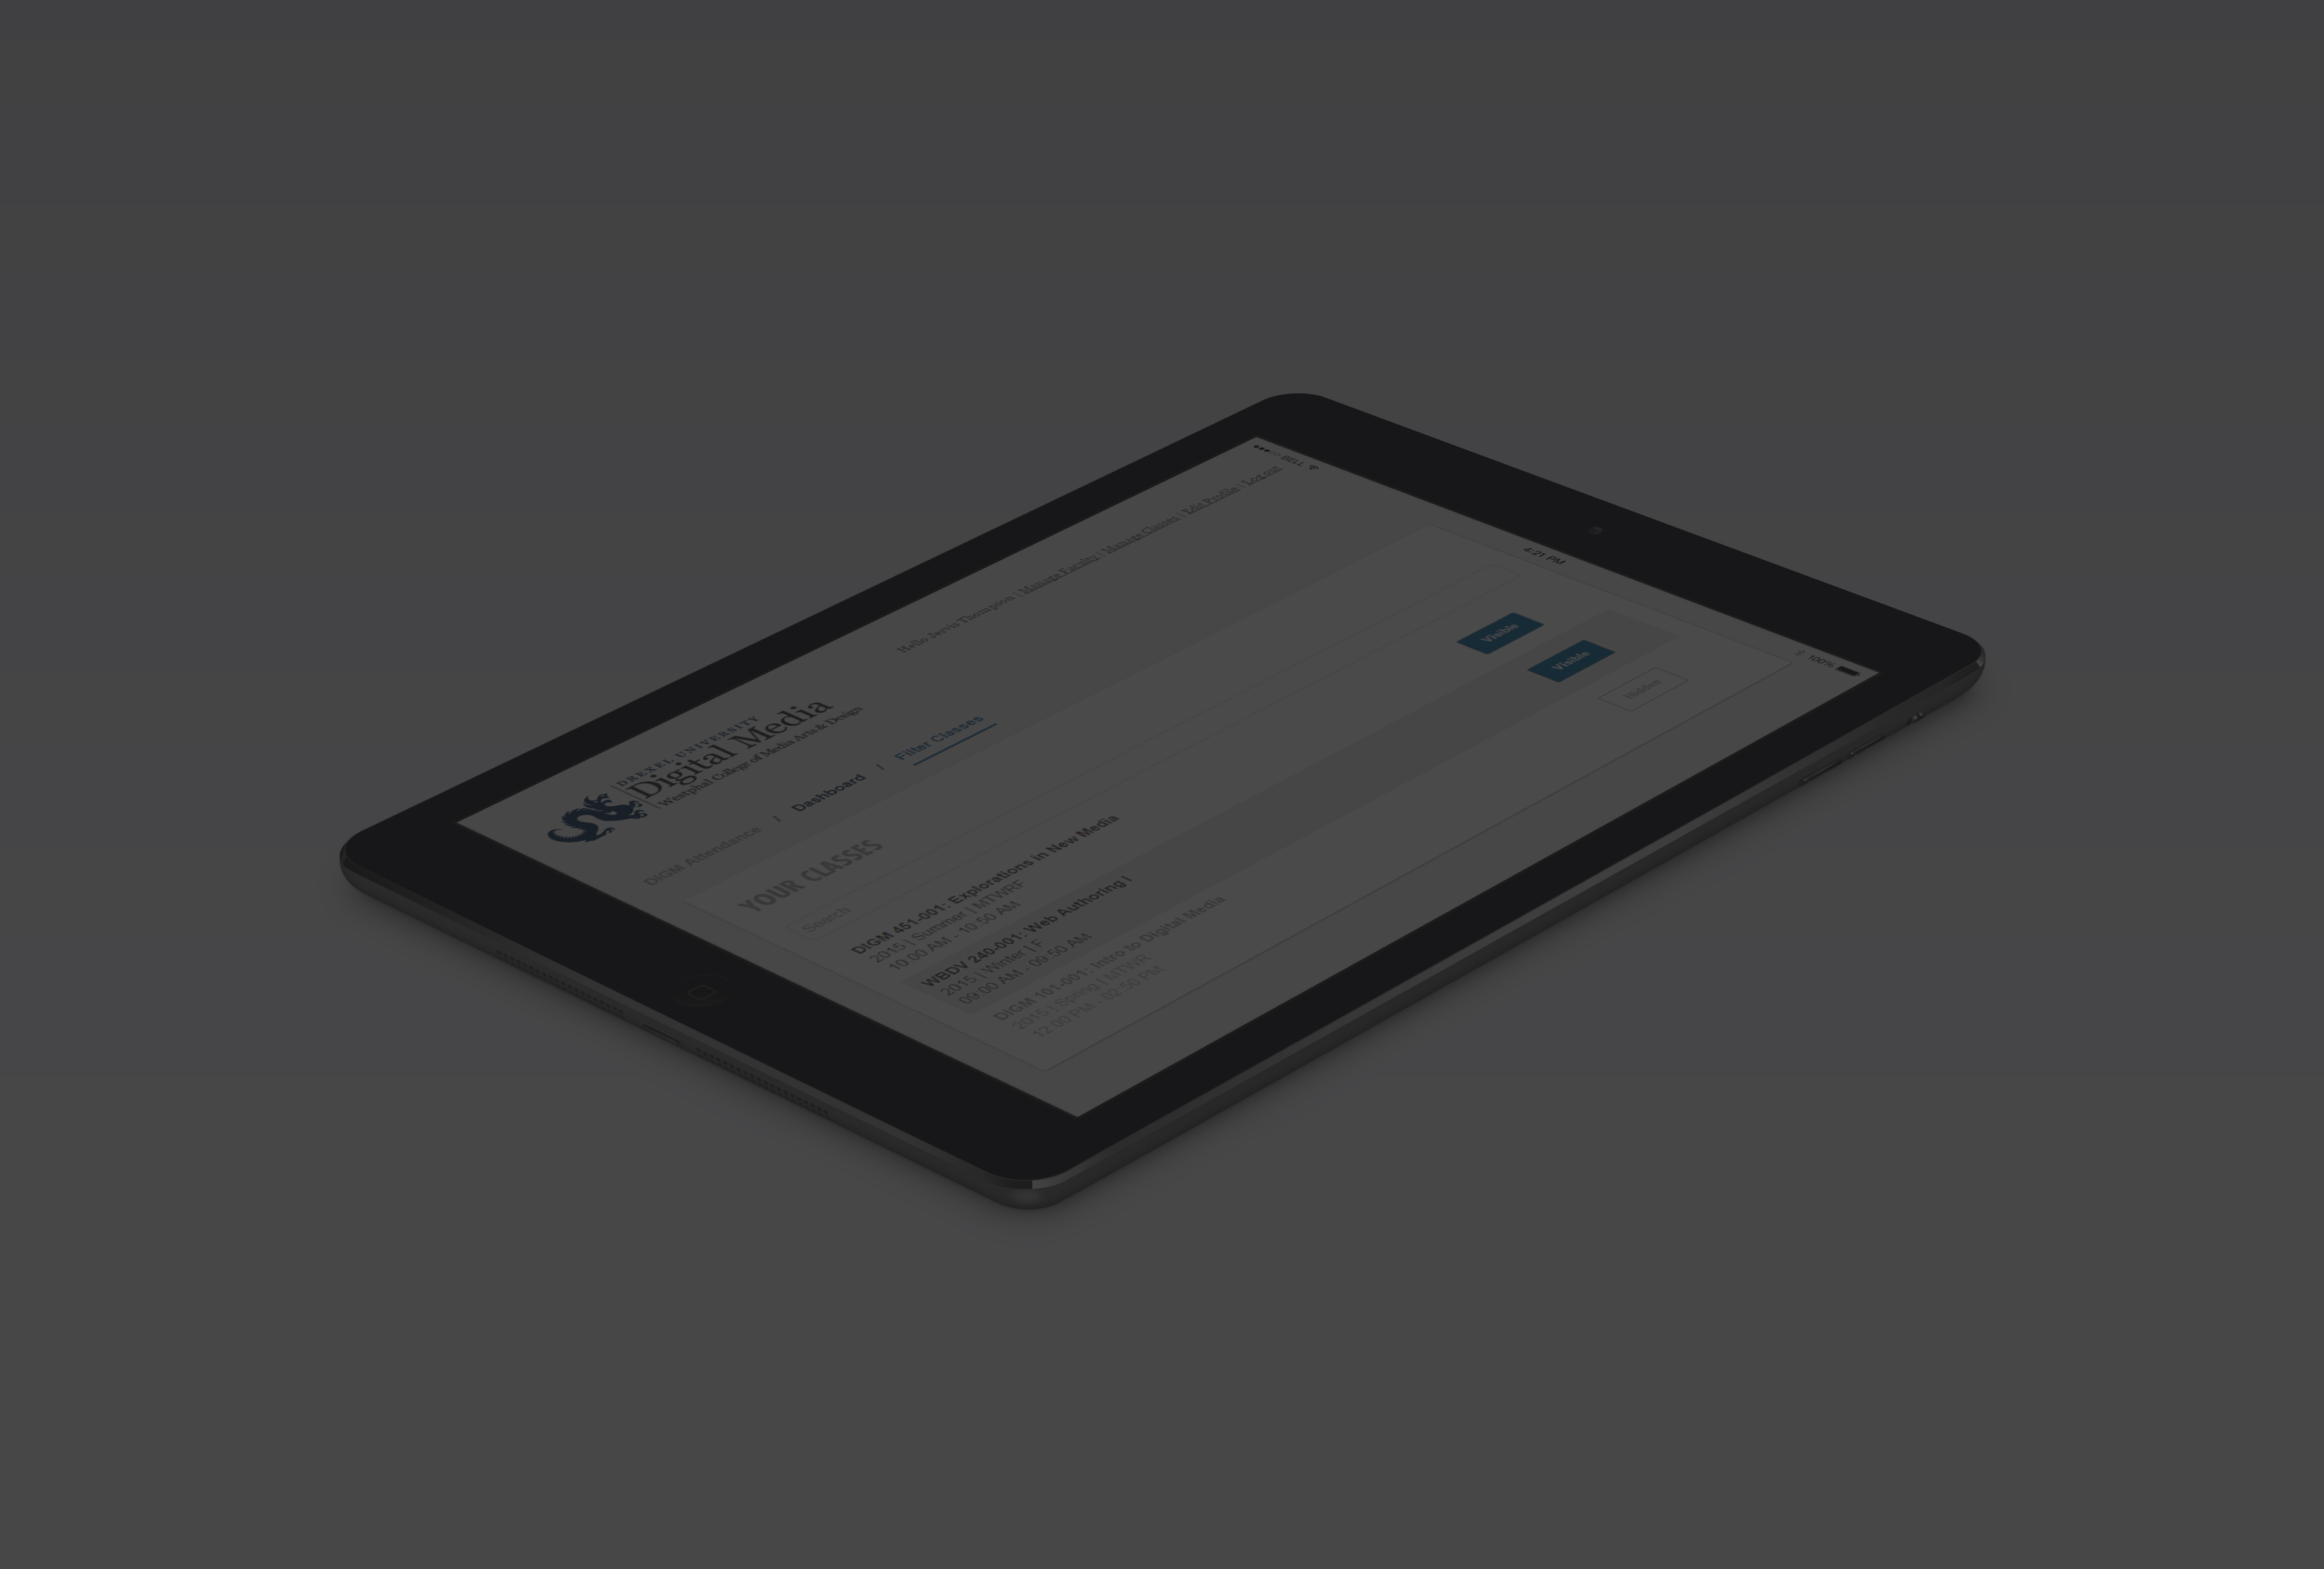 BELL
4:21 PM
100%
Hello Jervis Thompson | Manage Faculty | Manage Classes | Edit Profile | Log out
DREXEL UNIVERSITY
Digital Media
Westphal College of Media Arts & Design
DIGM Attendance / Dashboard / Filter Classes
YOUR CLASSES
Search
DIGM 451-001: Explorations in New Media
2015 | Summer | MTWRF
10:00 AM - 10:50 AM
Visible
WBDV 240-001: Web Authoring I
2015 | Winter | F
09:00 AM - 09:50 AM
Visible
DIGM 101-001: Intro to Digital Media
2015 | Spring | MTWR
12:00 PM - 02:50 PM
Hidden